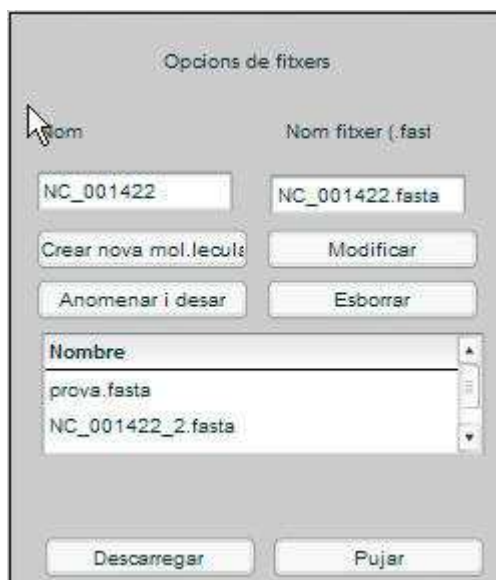 Opcions de fitxers
Nom Nom fitxer (.fast
NC_001422 NC_001422.fasta
Crear nova mol.lecula Modificar
Anomenar i desar Esborrar
Nombre
prova.fasta
NC_001422_2.fasta
Descarregar Pujar